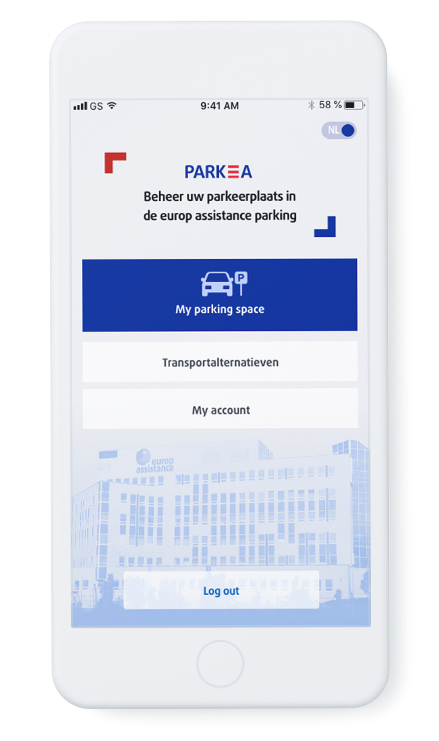 GS 9:41 AM 58 %
NL
PARKEA
Beheer uw parkeerplaats in
de europ assistance parking
P
My parking space
Transportalternatieven
My account
europ
assistance
Log out